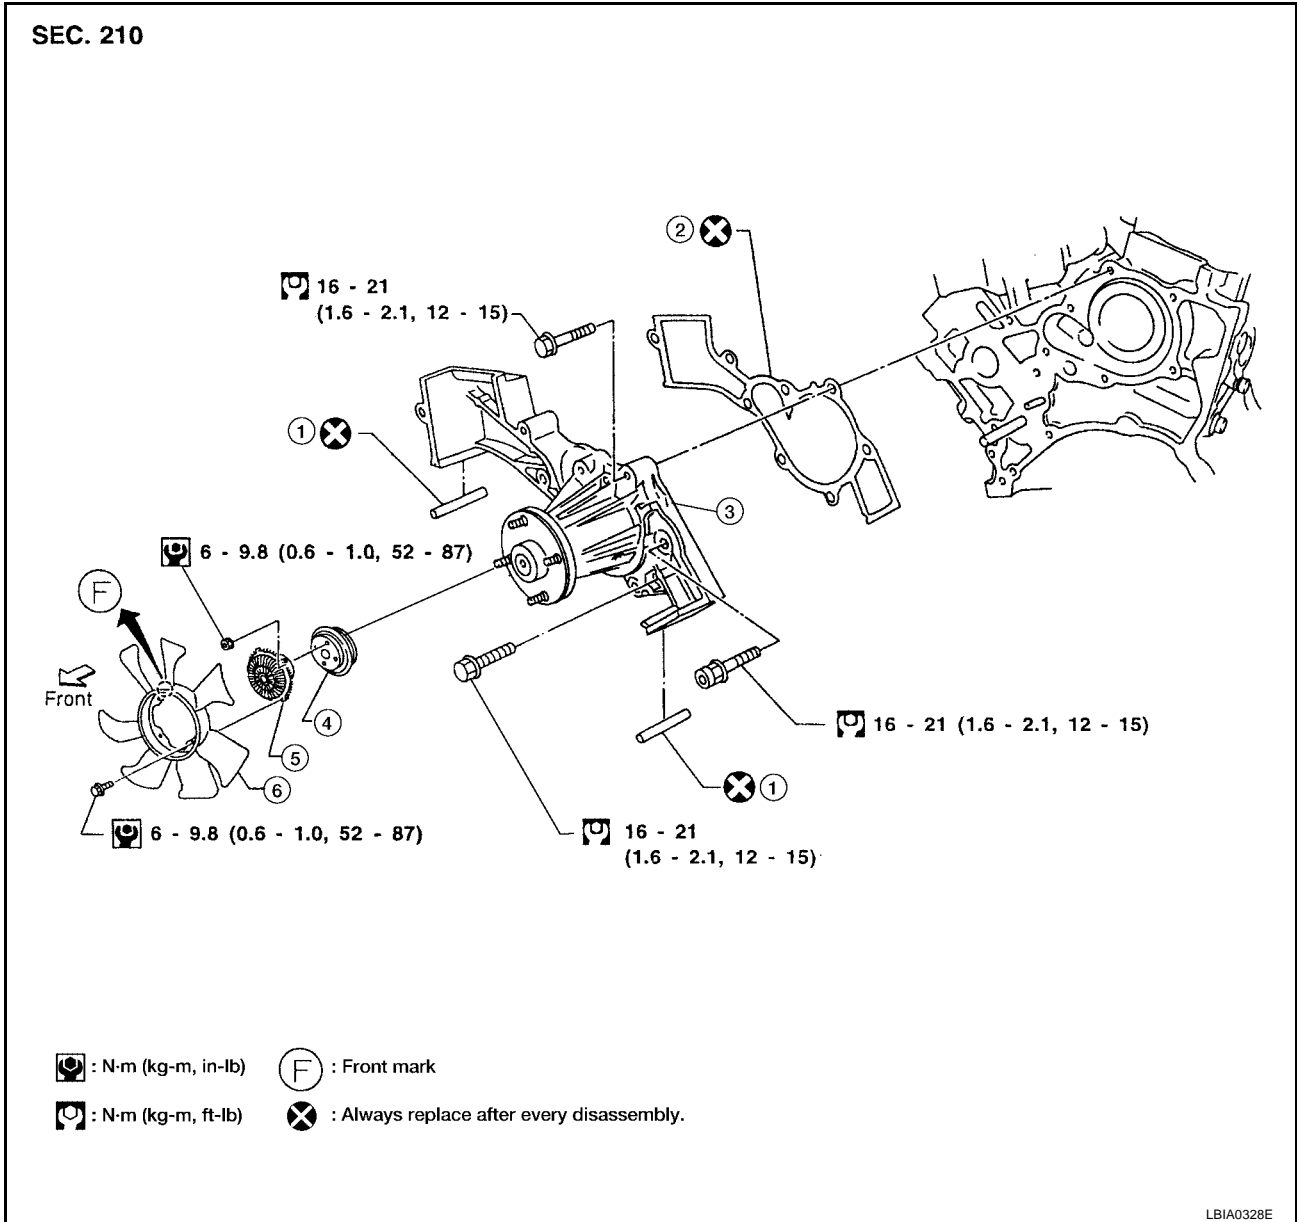 SEC. 210
2
16 - 21
(1.6 - 2.1, 12 - 15)
1
3
6 - 9.8 (0.6 - 1.0, 52 - 87)
F
Front
4
16 - 21 (1.6 - 2.1, 12 - 15)
5
1
6
6 - 9.8 (0.6 - 1.0, 52 - 87)
16 - 21
(1.6 - 2.1, 12 - 15)
: N·m (kg-m, in-lb)
F : Front mark
: N·m (kg-m, ft-lb)
: Always replace after every disassembly.
LBIA0328E